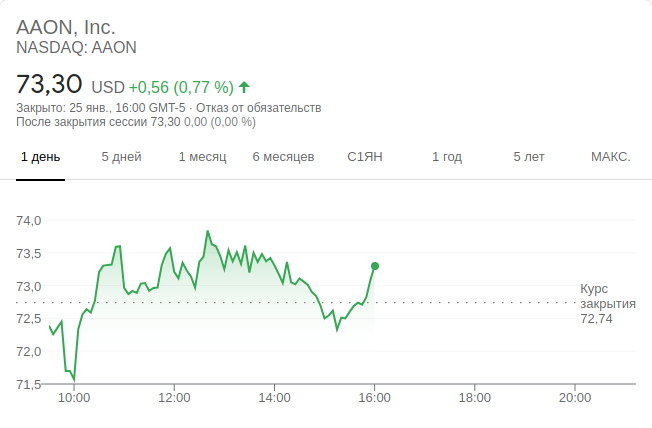 AAON, Inc.
NASDAQ: AAON
73,30 USD +0,56 (0,77 %)
Закрыто: 25 янв., 16:00 GMT-5 · Отказ от обязательств
После закрытия сессии 73,30 0,00 (0,00 %)
1 день 5 дней 1 месяц 6 месяцев С1ЯН 1 год 5 лет МАКС.
74,0
73,5
73,0
72,5
72,0
71,5
Курс
закрытия
72,74
10:00 12:00 14:00 16:00 18:00 20:00